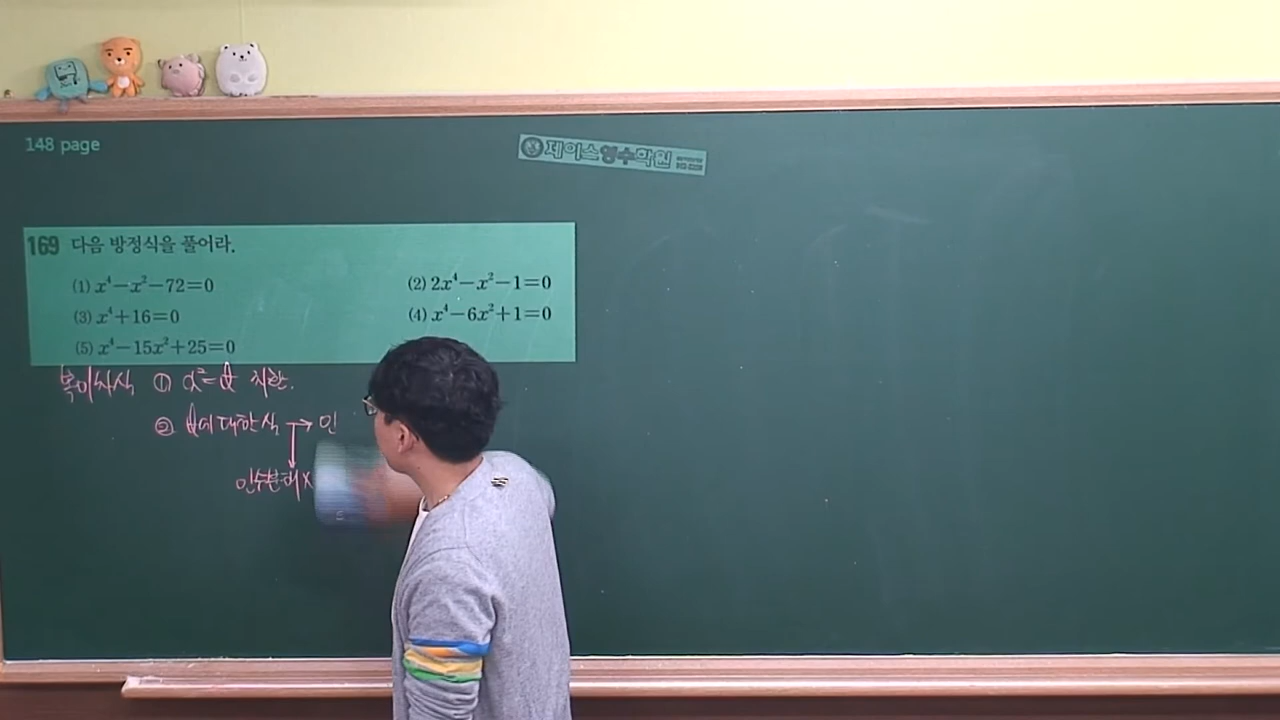 148 page
제이스영수학원
169 다음 방정식을 풀어라.
(1) x⁴-x²-72=0 (2) 2x⁴-x²-1=0
(3) x⁴+16=0 (4) x⁴-6x²+1=0
(5) x⁴-15x²+25=0
복이차식 ① x²=t 치환.
② t에 대한 식 → 인
인수분해 x